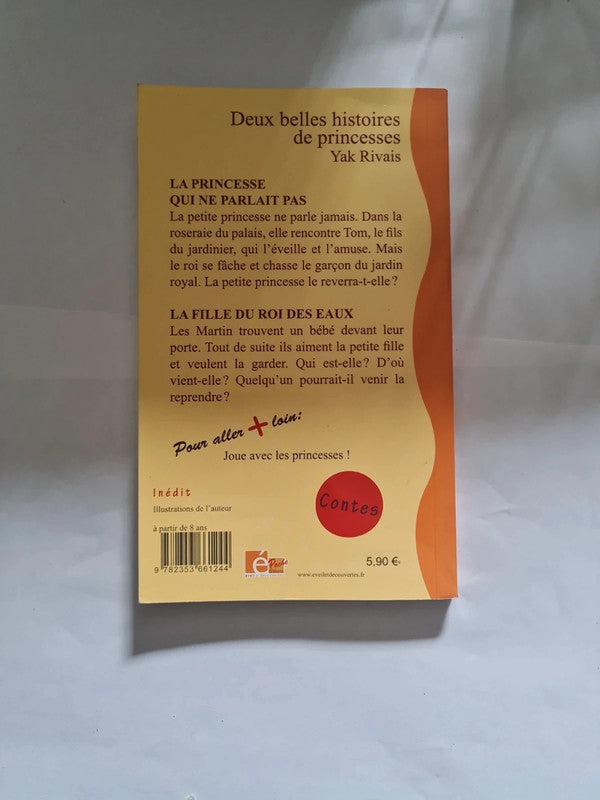 Deux belles histoires
de princesses
Yak Rivais
LA PRINCESSE
QUI NE PARLAIT PAS
La petite princesse ne parle jamais. Dans la
roseraie du palais, elle rencontre Tom, le fils
du jardinier, qui l'éveille et l'amuse. Mais
le roi se fâche et chasse le garçon du jardin
royal. La petite princesse le reverra-t-elle ?
LA FILLE DU ROI DES EAUX
Les Martin trouvent un bébé devant leur
porte. Tout de suite ils aiment la petite fille
et veulent la garder. Qui est-elle ? D'où
vient-elle ? Quelqu'un pourrait-il venir la
reprendre ?
Pour aller + loin :
Joue avec les princesses !
Inédit
Illustrations de l'auteur
Contes
à partir de 8 ans
9 782353 661244
é Poche
www.eveiletdecouvertes.fr
5,90 €